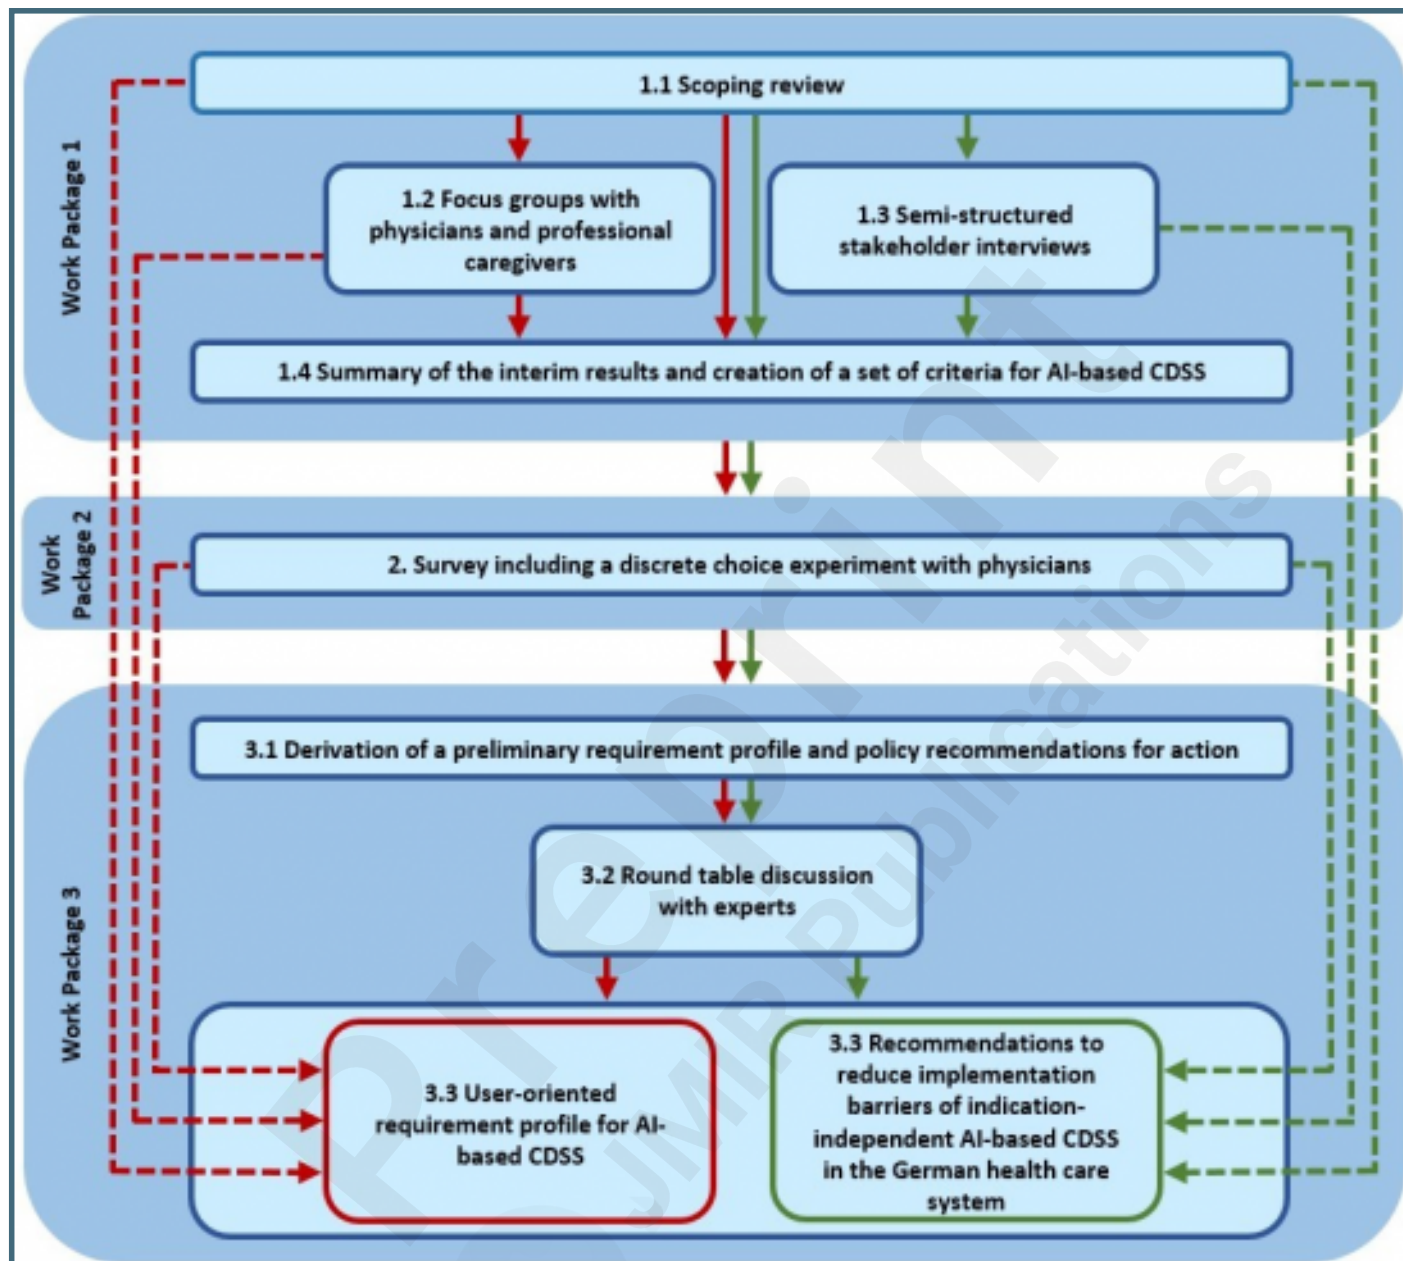 Work Package 1
1.1 Scoping review
1.2 Focus groups with
physicians and professional
caregivers
1.3 Semi-structured
stakeholder interviews
1.4 Summary of the interim results and creation of a set of criteria for AI-based CDSS
Work
Package 2
2. Survey including a discrete choice experiment with physicians
Work Package 3
3.1 Derivation of a preliminary requirement profile and policy recommendations for action
3.2 Round table discussion
with experts
3.3 User-oriented
requirement profile for AI-
based CDSS
3.3 Recommendations to
reduce implementation
barriers of indication-
independent AI-based CDSS
in the German health care
system
Preprint
JMIR Publications